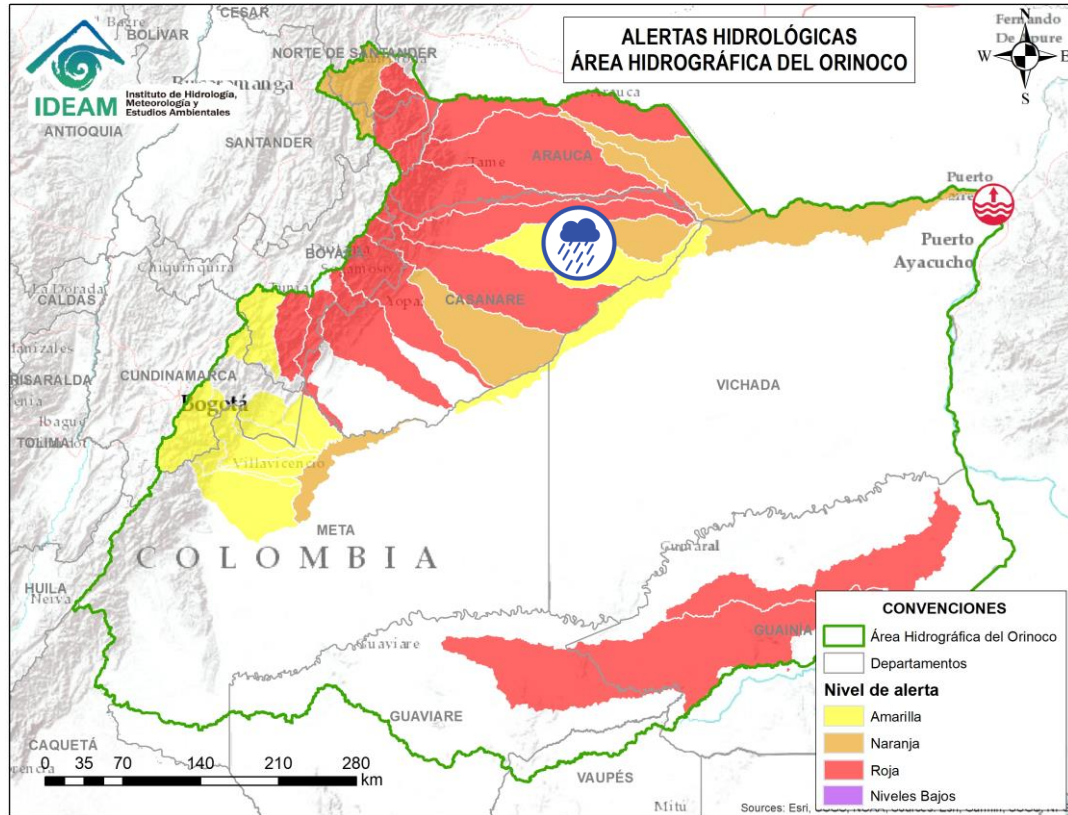 ALERTAS HIDROLÓGICAS
ÁREA HIDROGRÁFICA DEL ORINOCO
N
W
E
S
IDEAM
Instituto de Hidrología,
Meteorología y
Estudios Ambientales
CESAR
BOLÍVAR
NORTE DE SANTANDER
ANTIOQUIA
SANTANDER
Arauca
ARAUCA
Tame
Puerto
Puerto
Ayacucho
BOYACÁ
Chiquinquirá
Tunja
La Dorada
CALDAS
Yopal
CASANARE
RISARALDA
CUNDINAMARCA
Bogotá
Ibagué
TOLIMA
VICHADA
Villavicencio
META
COLOMBIA
HUILA
Neiva
Guaviare
GUAINÍA
GUAVIARE
CAQUETÁ
VAUPÉS
Mitú
0 35 70 140 210 280
km
CONVENCIONES
Área Hidrográfica del Orinoco
Departamentos
Nivel de alerta
Amarilla
Naranja
Roja
Niveles Bajos